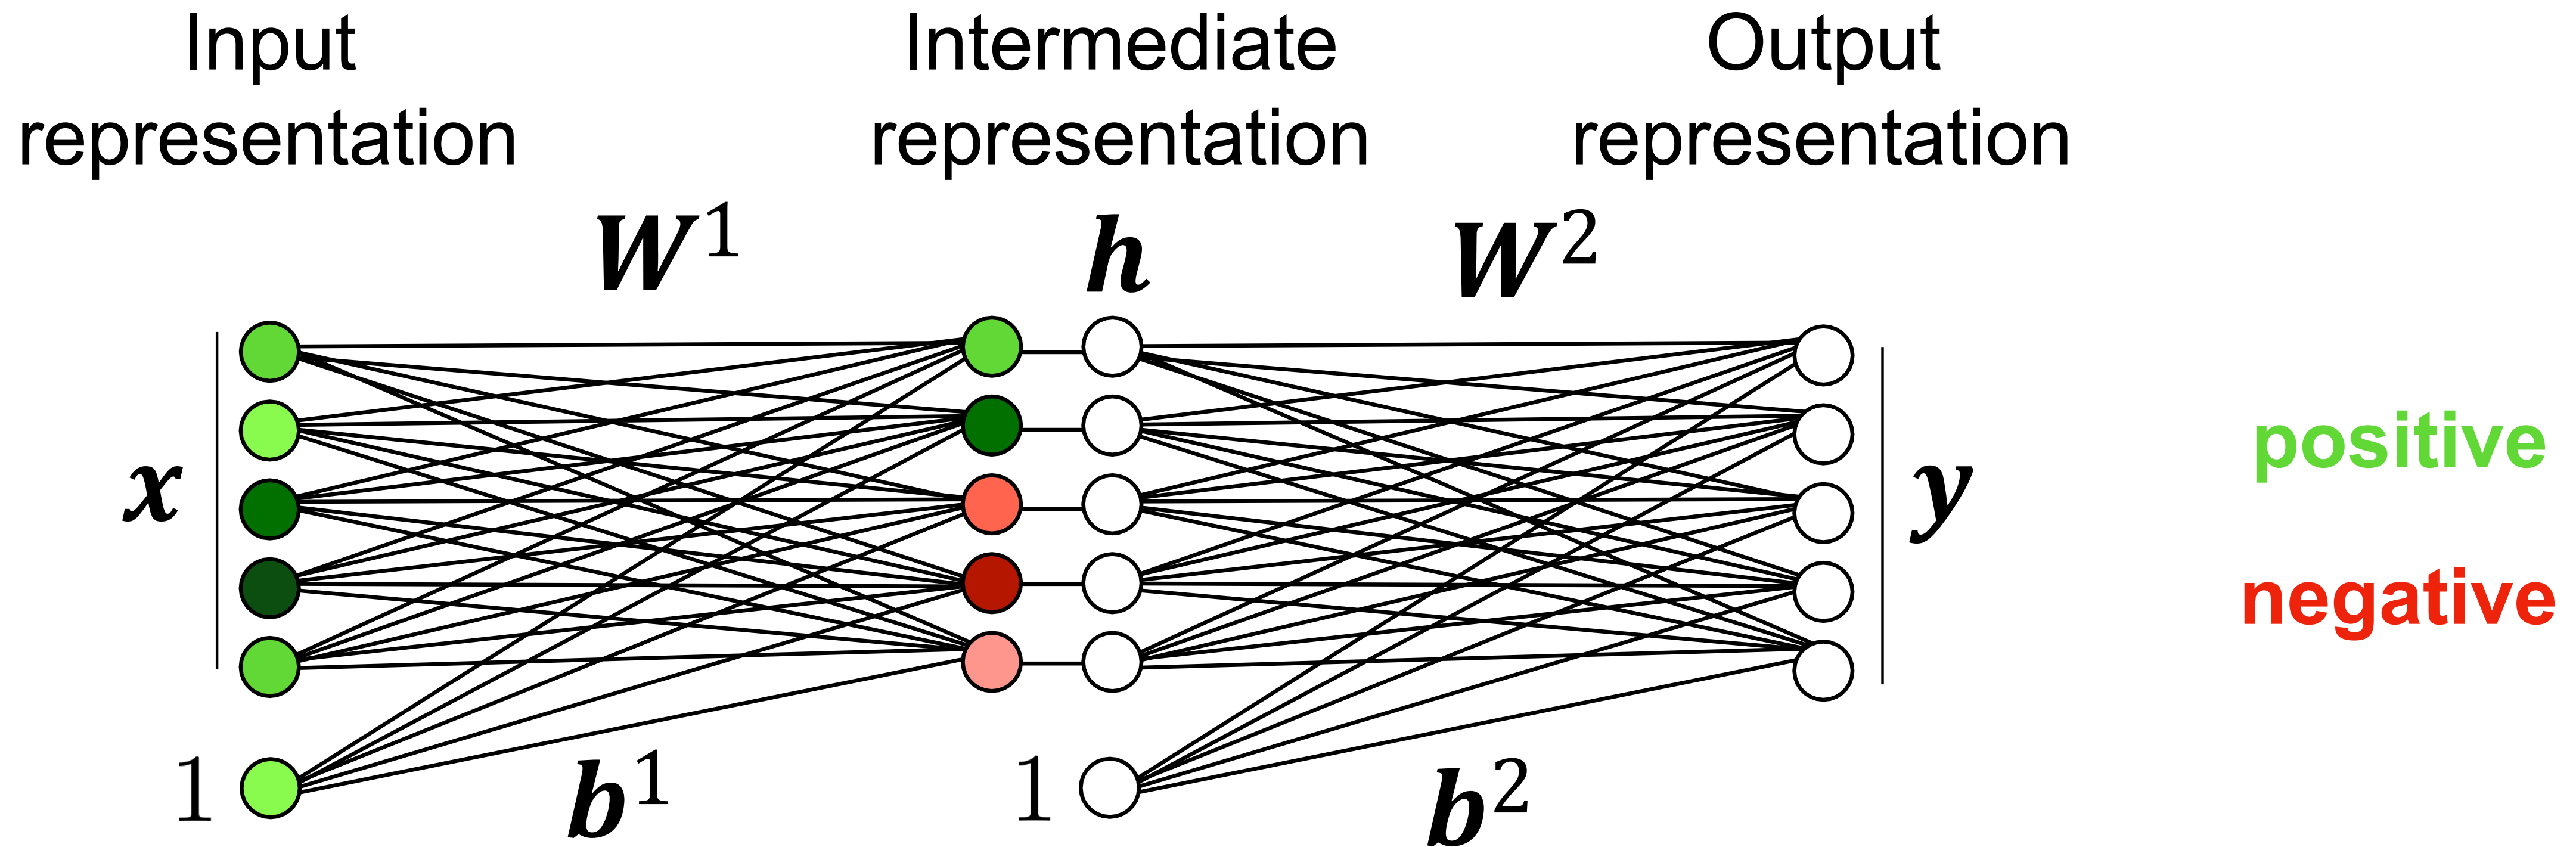 Input
representation
Intermediate
representation
Output
representation
W¹
h
W²
x
y
positive
negative
1
b¹
1
b²